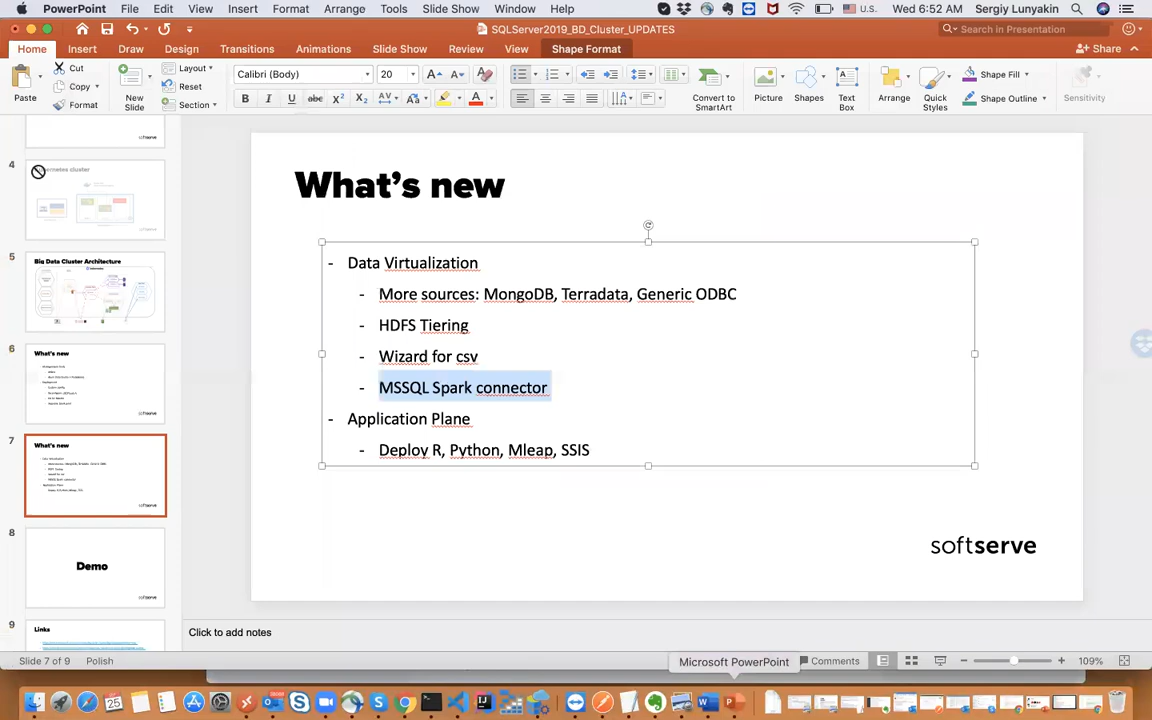 PowerPoint File Edit View Insert Format Arrange Tools Slide Show Window Help U.S. Wed 6:52 AM Sergiy Lunyakin
SQLServer2019_BD_Cluster_UPDATES Search in Presentation
Home Insert Draw Design Transitions Animations Slide Show Review View Shape Format Share
Paste Cut Copy Format
New Slide Layout Reset Section
Calibri (Body) 20
Convert to SmartArt Picture Shapes Text Box Arrange Quick Styles Shape Fill Shape Outline Sensitivity
4
5
Big Data Cluster Architecture
6
What's new
7
What's new
8
Demo
9
Links
What's new
- Data Virtualization
- More sources: MongoDB, Terradata, Generic ODBC
- HDFS Tiering
- Wizard for csv
- MSSQL Spark connector
- Application Plane
- Deploy R, Python, Mleap, SSIS
softserve
Click to add notes
Slide 7 of 9 Polish Microsoft PowerPoint Comments 109%